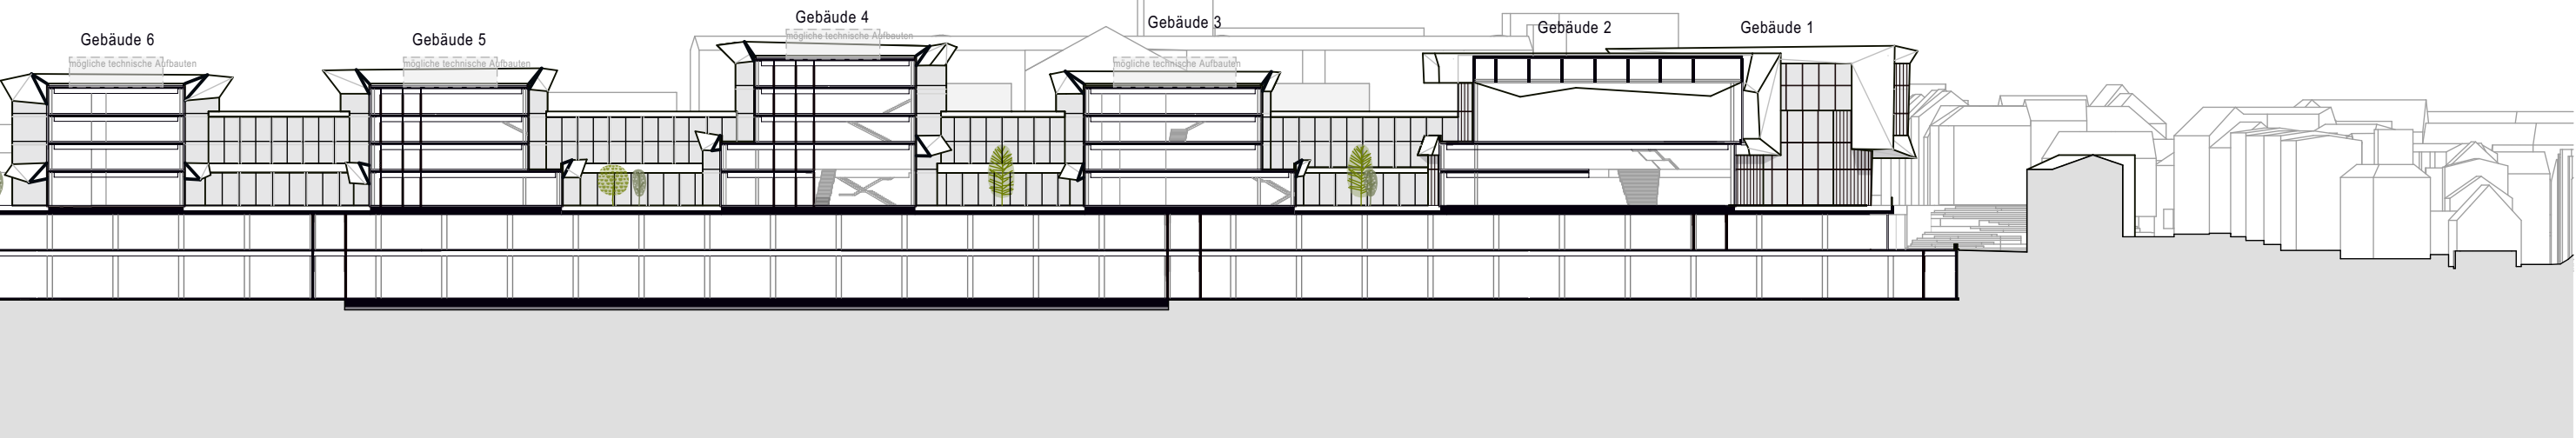 Gebäude 6
mögliche technische Aufbauten
Gebäude 5
mögliche technische Aufbauten
Gebäude 4
mögliche technische Aufbauten
Gebäude 3
mögliche technische Aufbauten
Gebäude 2
Gebäude 1